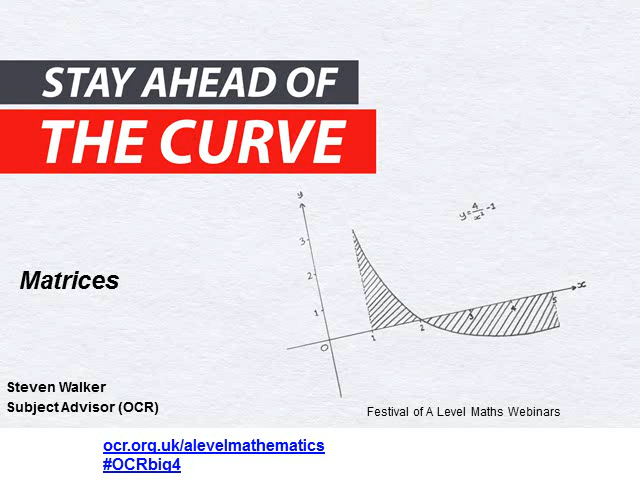 STAY AHEAD OF
THE CURVE
y
y = 4/x² - 1
3
2
1
O
1
2
3
4
5
x
Matrices
Steven Walker
Subject Advisor (OCR)
Festival of A Level Maths Webinars
ocr.org.uk/alevelmathematics
#OCRbig4